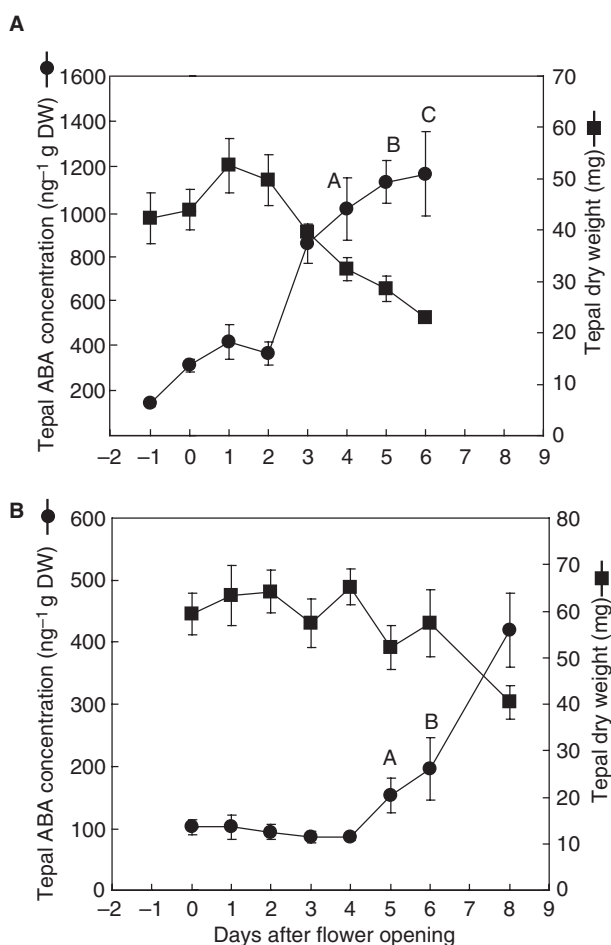 A
Tepal ABA concentration (ng–1 g DW)
1600
1400
1200
1000
800
600
400
200
70
60
50
40
30
20
10
0
Tepal dry weight (mg)
A
B
C
–2 –1 0 1 2 3 4 5 6 7 8 9
B
Tepal ABA concentration (ng–1 g DW)
600
500
400
300
200
100
0
80
70
60
50
40
30
20
10
0
Tepal dry weight (mg)
A
B
–2 –1 0 1 2 3 4 5 6 7 8 9
Days after flower opening